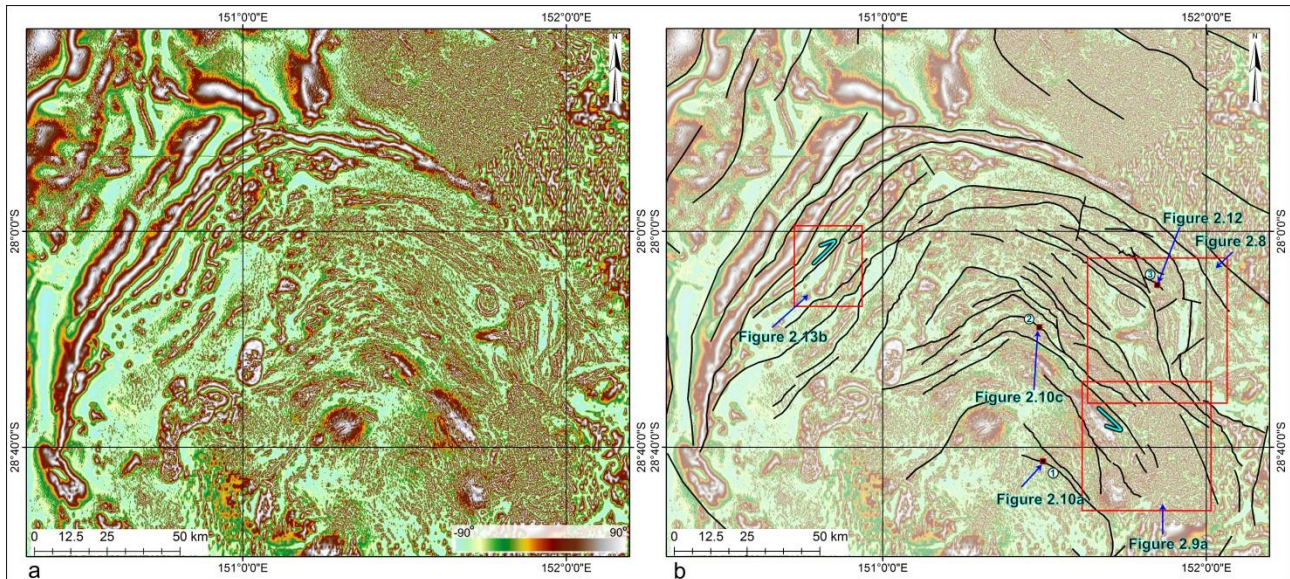 151°0'0"E 152°0'0"E
N
28°0'0"S
28°40'0"S
0 12.5 25 50 km
-90° 90°
151°0'0"E 152°0'0"E
a
151°0'0"E 152°0'0"E
N
28°0'0"S
Figure 2.12
Figure 2.8
3
Figure 2.13b
2
Figure 2.10c
28°40'0"S
1
Figure 2.10a
Figure 2.9a
0 12.5 25 50 km
151°0'0"E 152°0'0"E
b